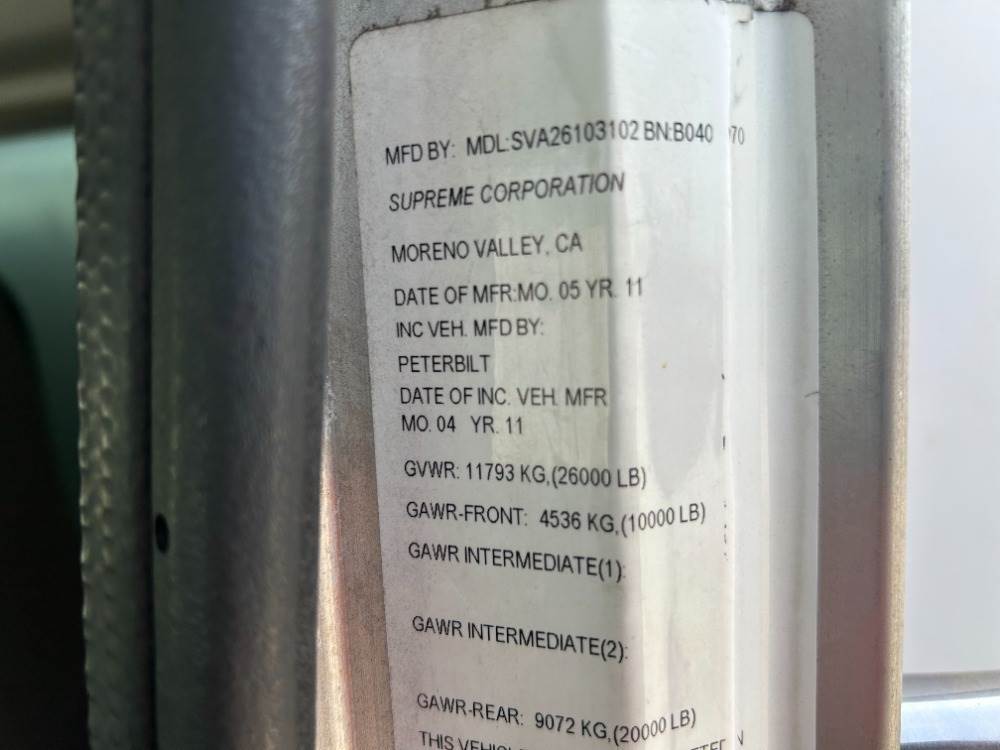 MFD BY: MDL:SVA26103102 BN:B040 70
SUPREME CORPORATION
MORENO VALLEY, CA
DATE OF MFR:MO. 05 YR. 11
INC VEH. MFD BY:
PETERBILT
DATE OF INC. VEH. MFR
MO. 04 YR. 11
GVWR: 11793 KG,(26000 LB)
GAWR-FRONT: 4536 KG,(10000 LB)
GAWR INTERMEDIATE(1):
GAWR INTERMEDIATE(2):
GAWR-REAR: 9072 KG,(20000 LB)
THIS